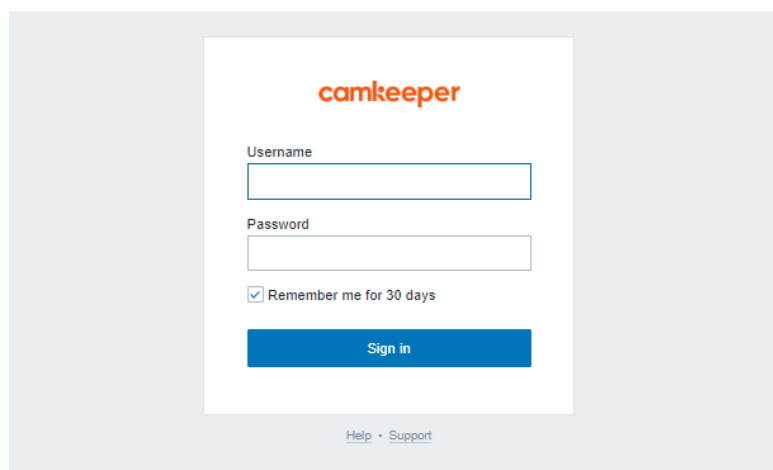 camkeeper
Username
Password
Remember me for 30 days
Sign in
Help • Support